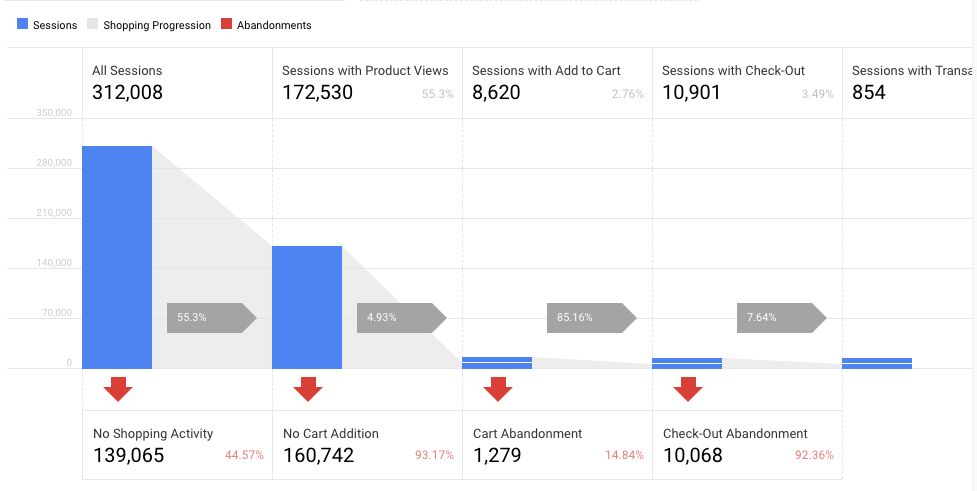 Sessions Shopping Progression Abandonments
All Sessions Sessions with Product Views Sessions with Add to Cart Sessions with Check-Out Sessions with Transa
312,008 172,530 55.3% 8,620 2.76% 10,901 3.49% 854
350,000
280,000
210,000
140,000
70,000
55.3% 4.93% 85.16% 7.64%
0
No Shopping Activity No Cart Addition Cart Abandonment Check-Out Abandonment
139,065 44.57% 160,742 93.17% 1,279 14.84% 10,068 92.36%